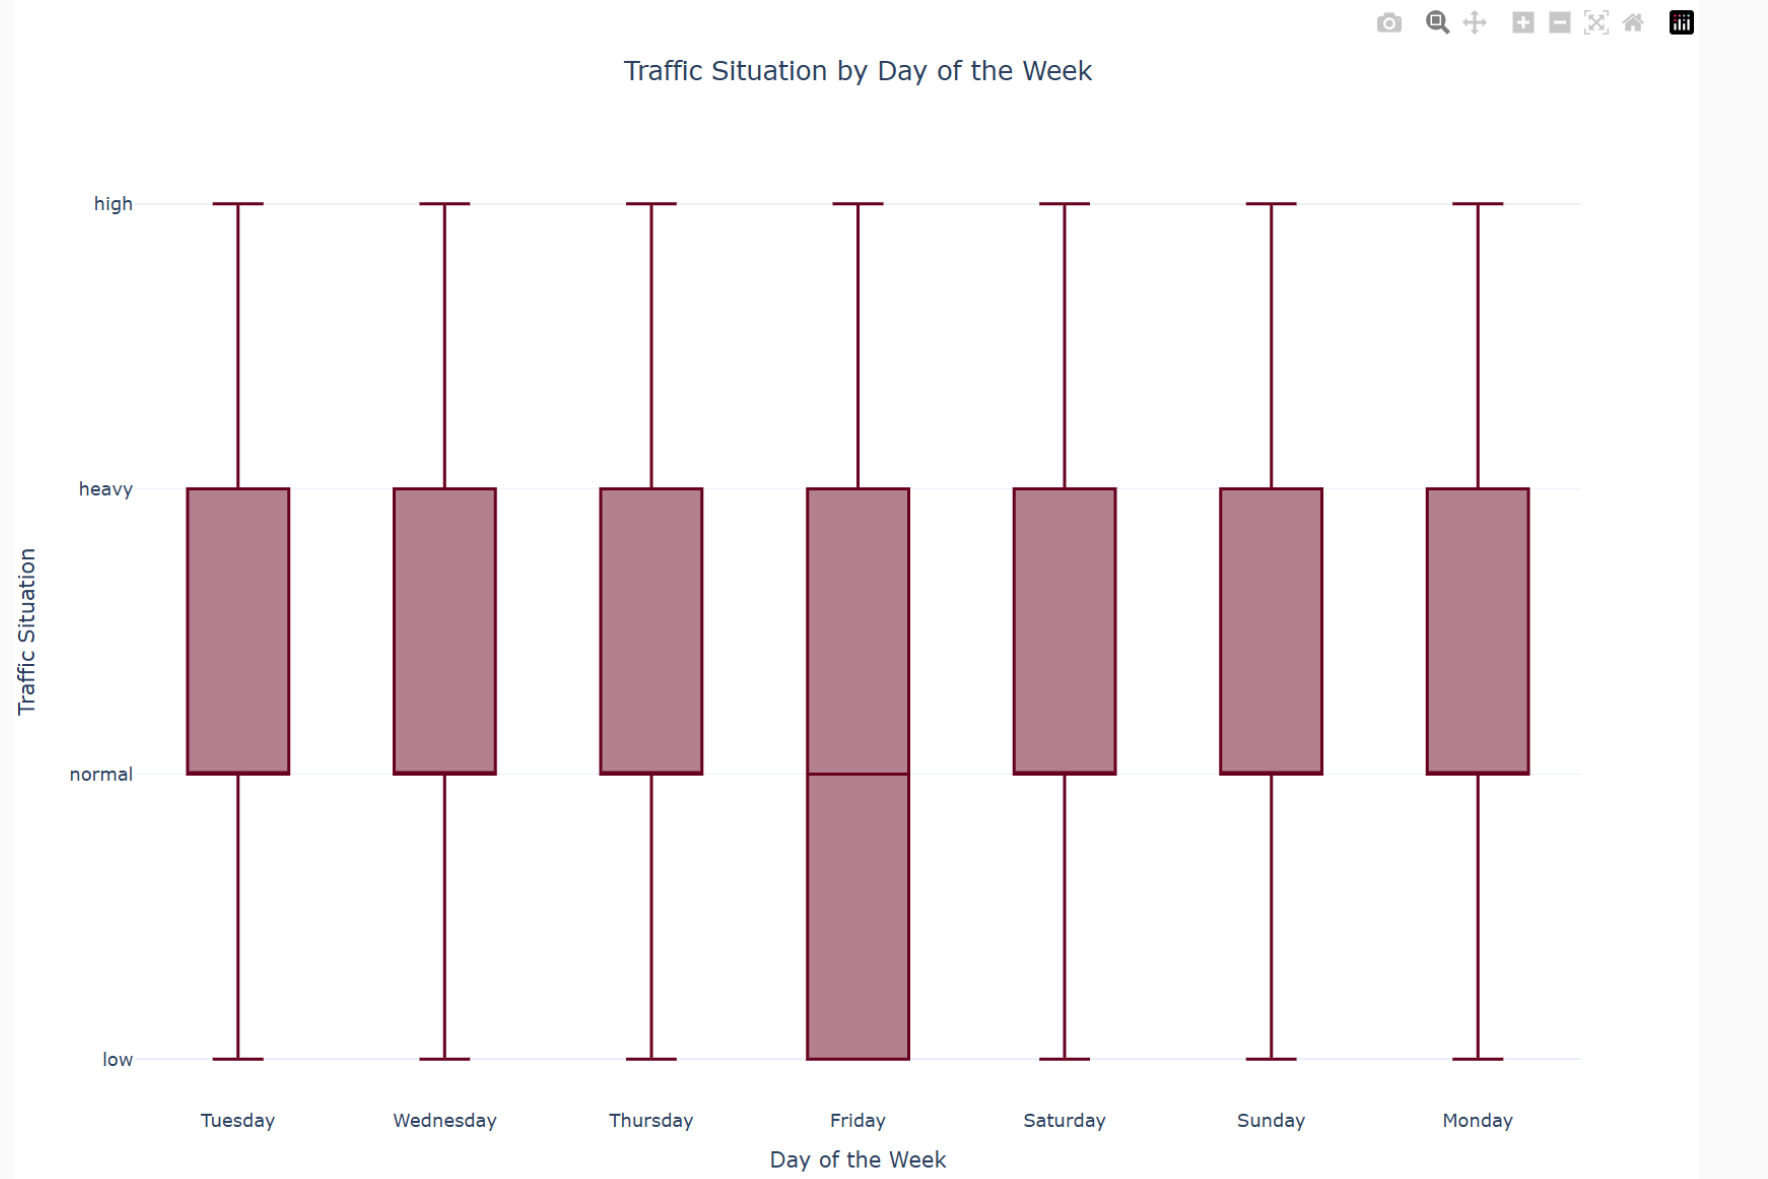 Traffic Situation by Day of the Week
high
heavy
normal
low
Traffic Situation
Tuesday Wednesday Thursday Friday Saturday Sunday Monday
Day of the Week